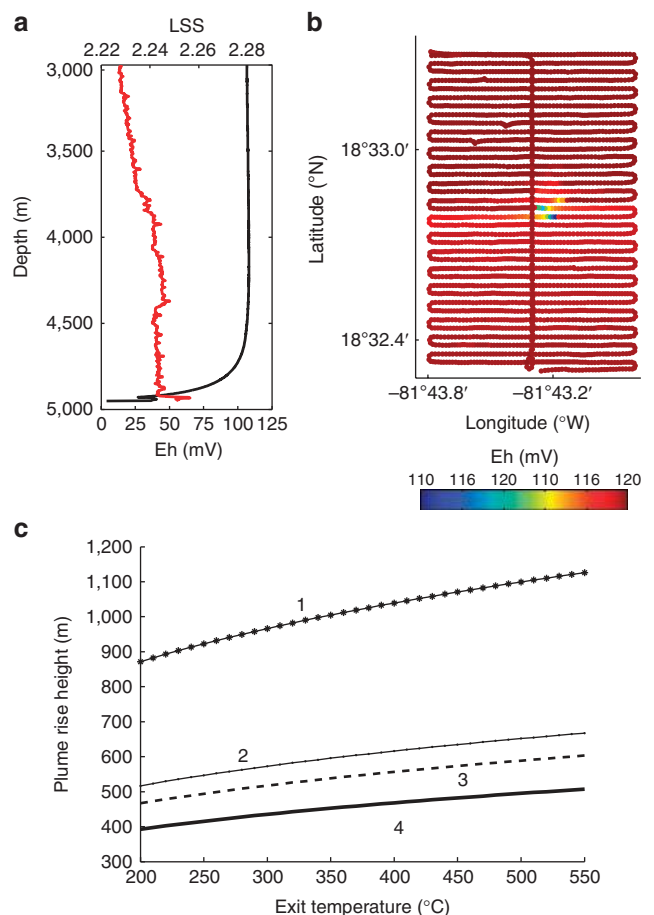 a
LSS
2.22 2.24 2.26 2.28
3,000
3,500
4,000
4,500
5,000
Depth (m)
0 25 50 75 100 125
Eh (mV)
b
18°33.0′
18°32.4′
Latitude (°N)
−81°43.8′ −81°43.2′
Longitude (°W)
Eh (mV)
110 116 120 110 116 120
c
1,100
1,000
900
800
700
600
500
400
300
Plume rise height (m)
1
2
3
4
200 250 300 350 400 450 500 550
Exit temperature (°C)